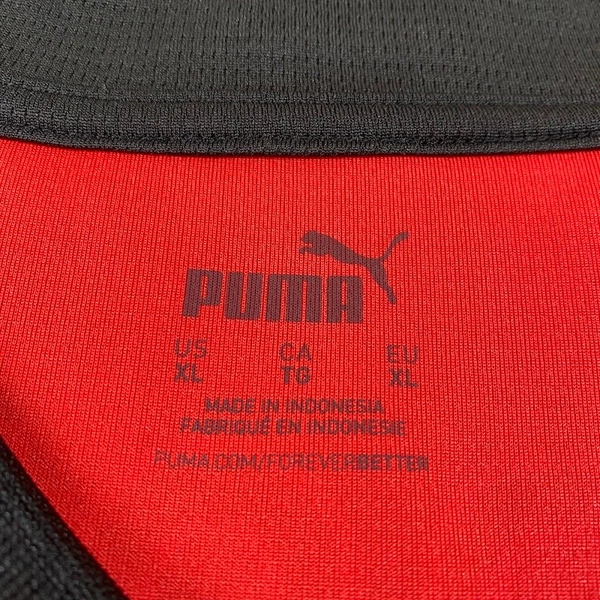 PUMA
US CA EU
XL TG XL
MADE IN INDONESIA
FABRIQUÉ EN INDONESIE
PUMA.COM/FOREVERBETTER